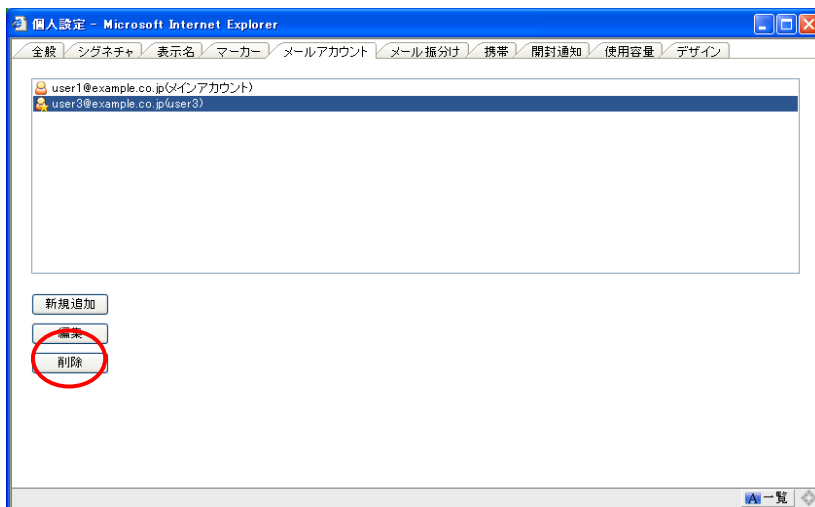 個人設定 - Microsoft Internet Explorer
全般 シグネチャ 表示名 マーカー メールアカウント メール振分け 携帯 開封通知 使用容量 デザイン
user1@example.co.jp(メインアカウント)
user3@example.co.jp(user3)
新規追加
編集
削除
A 一覧